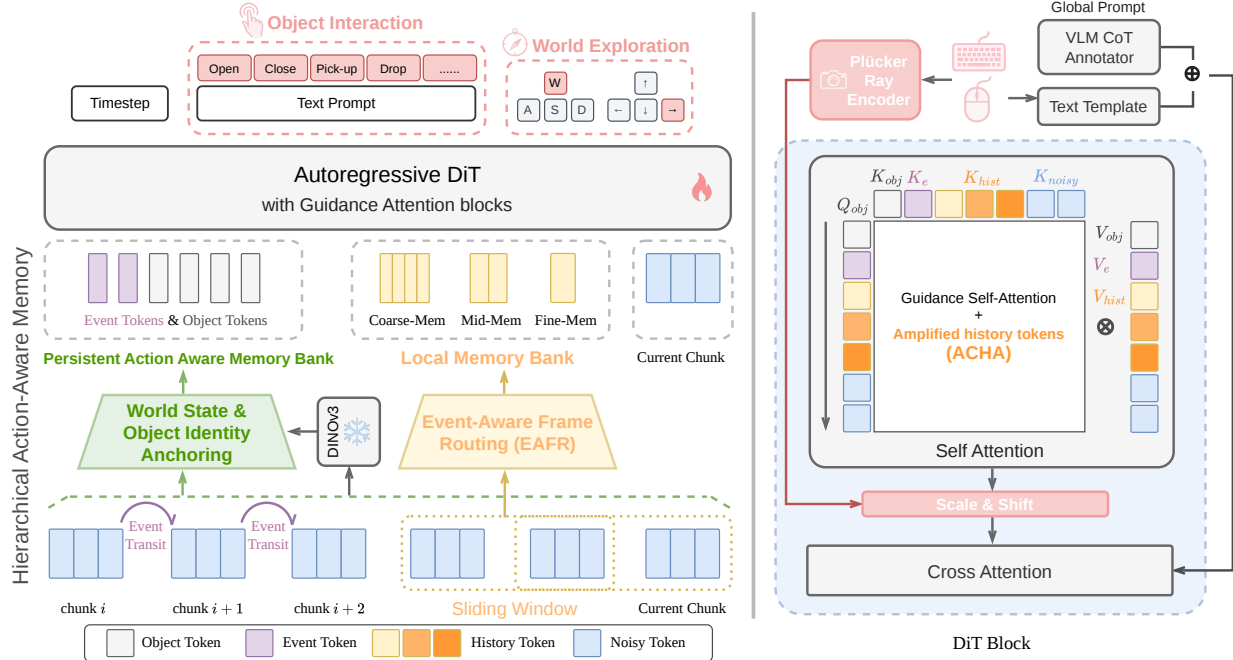 Object Interaction
Open
Close
Pick-up
Drop
......
Text Prompt
Timestep
World Exploration
W
A
S
D
↑
←
↓
→
Autoregressive DiT
with Guidance Attention blocks
Hierarchical Action-Aware Memory
Event Tokens & Object Tokens
Coarse-Mem
Mid-Mem
Fine-Mem
Persistent Action Aware Memory Bank
Local Memory Bank
Current Chunk
World State &
Object Identity
Anchoring
DINOv3
Event-Aware Frame
Routing (EAFR)
Event
Transit
Event
Transit
chunk i
chunk i + 1
chunk i + 2
Sliding Window
Current Chunk
Object Token
Event Token
History Token
Noisy Token
Global Prompt
Plücker
Ray
Encoder
VLM CoT
Annotator
⊕
Text Template
K_obj
K_e
K_hist
K_noisy
Q_obj
V_obj
V_e
V_hist
⊗
Guidance Self-Attention
+
Amplified history tokens
(ACHA)
Self Attention
Scale & Shift
Cross Attention
DiT Block